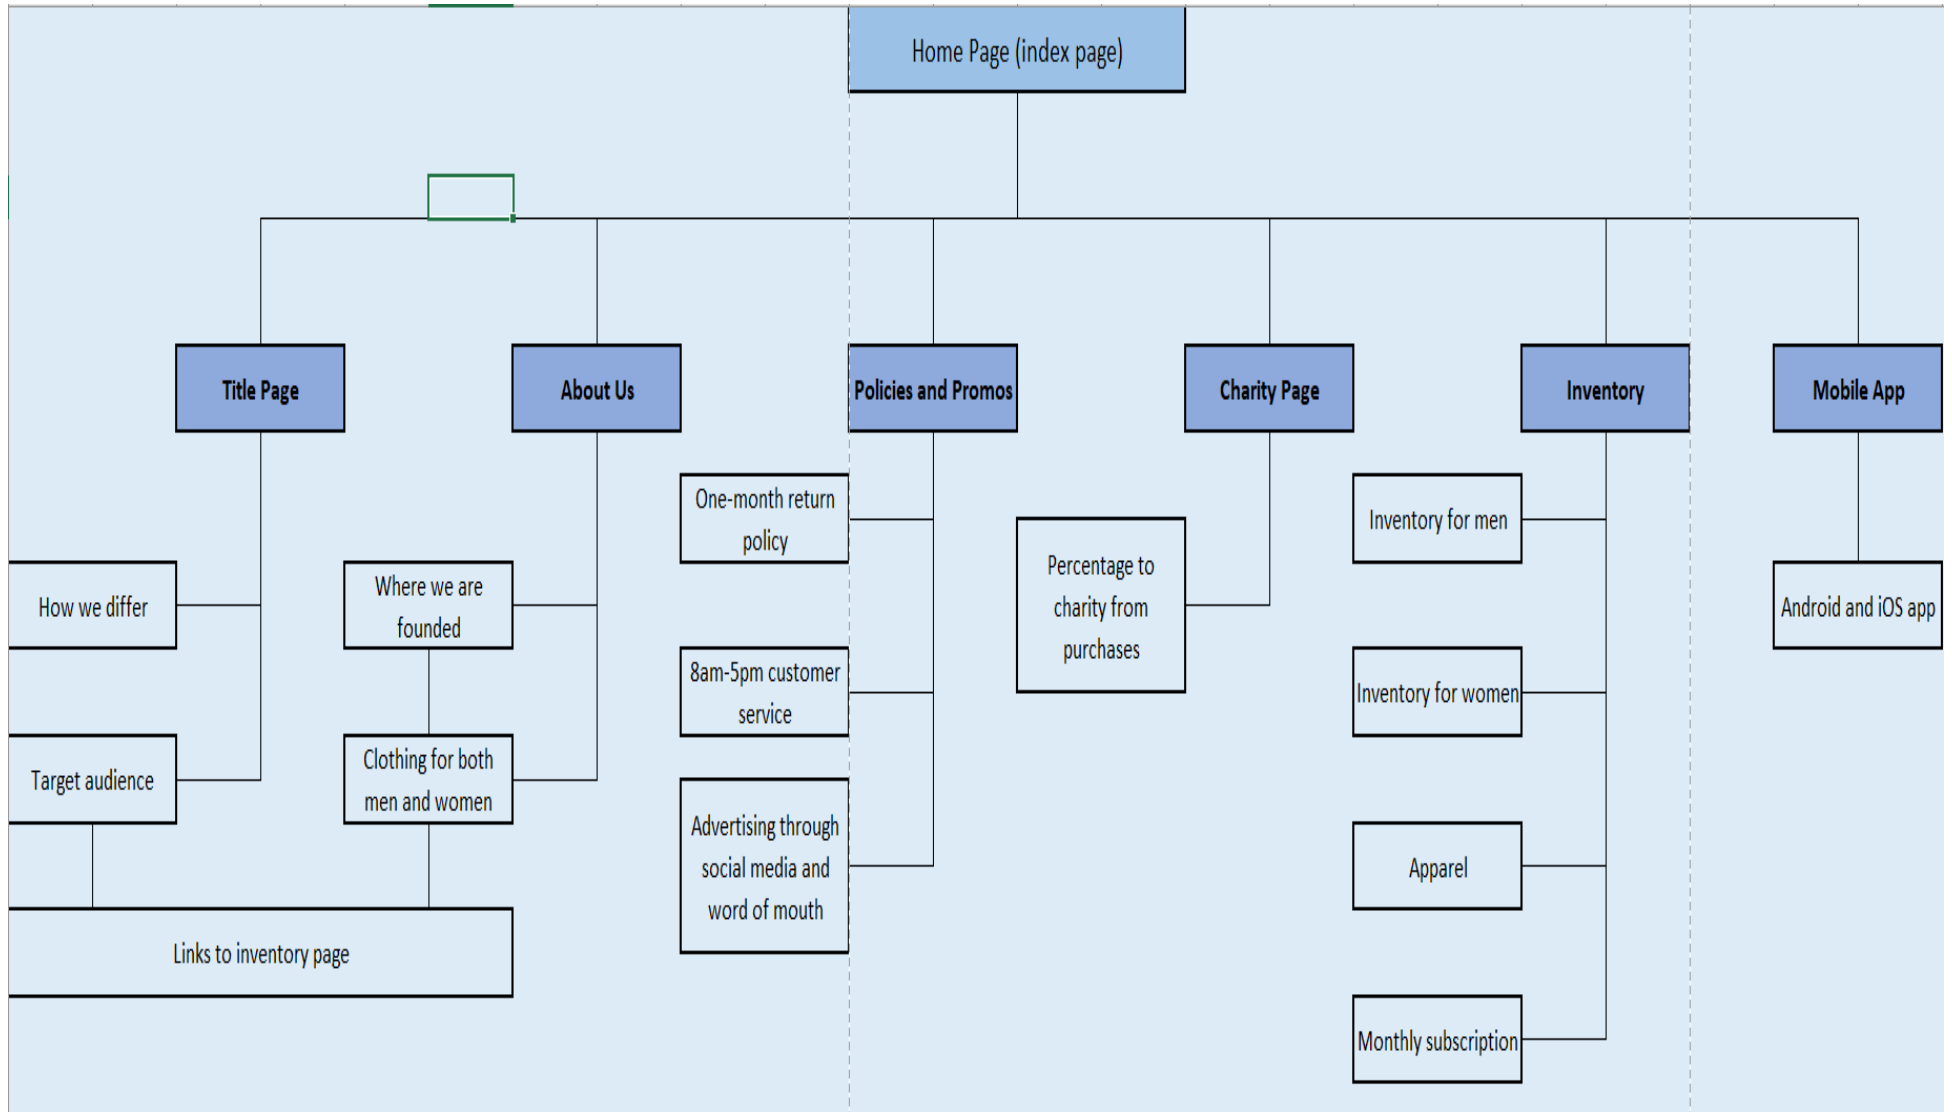 Home Page (index page)
Title Page
About Us
Policies and Promos
Charity Page
Inventory
Mobile App
How we differ
Target audience
Where we are
founded
Clothing for both
men and women
Links to inventory page
One-month return
policy
8am-5pm customer
service
Advertising through
social media and
word of mouth
Percentage to
charity from
purchases
Inventory for men
Inventory for women
Apparel
Monthly subscription
Android and iOS app